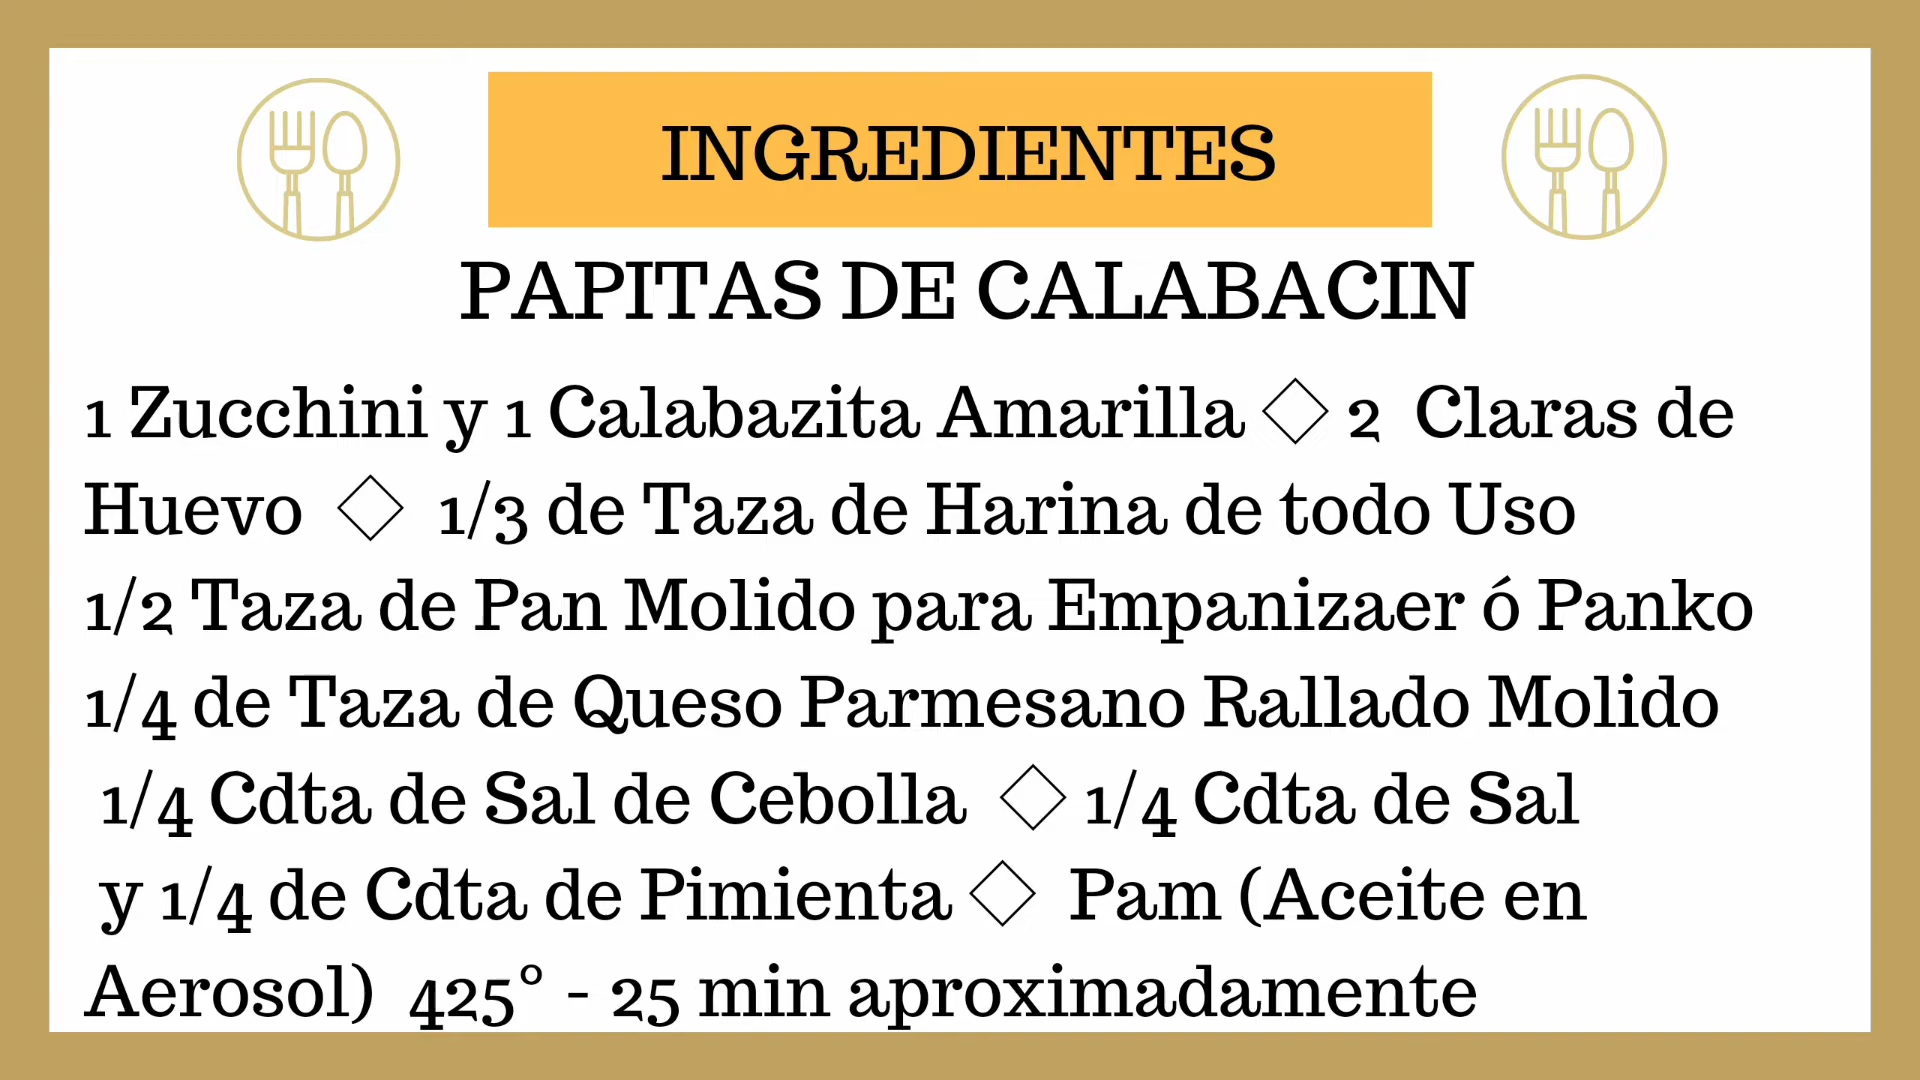 INGREDIENTES
PAPITAS DE CALABACIN
1 Zucchini y 1 Calabazita Amarilla ◇ 2 Claras de
Huevo ◇ 1/3 de Taza de Harina de todo Uso
1/2 Taza de Pan Molido para Empanizaer ó Panko
1/4 de Taza de Queso Parmesano Rallado Molido
1/4 Cdta de Sal de Cebolla ◇ 1/4 Cdta de Sal
y 1/4 de Cdta de Pimienta ◇ Pam (Aceite en
Aerosol) 425° - 25 min aproximadamente